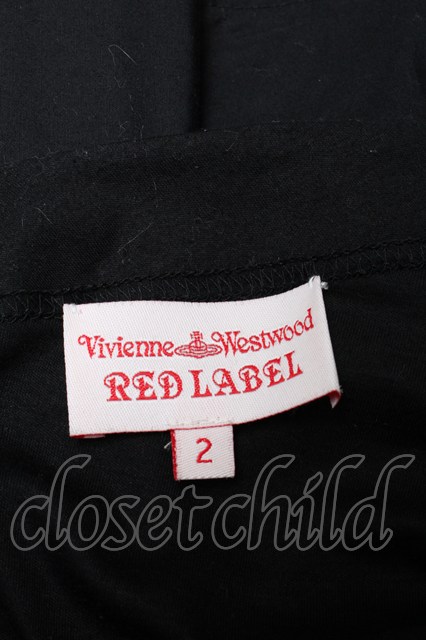 Vivienne Westwood
RED LABEL
2
closetchild